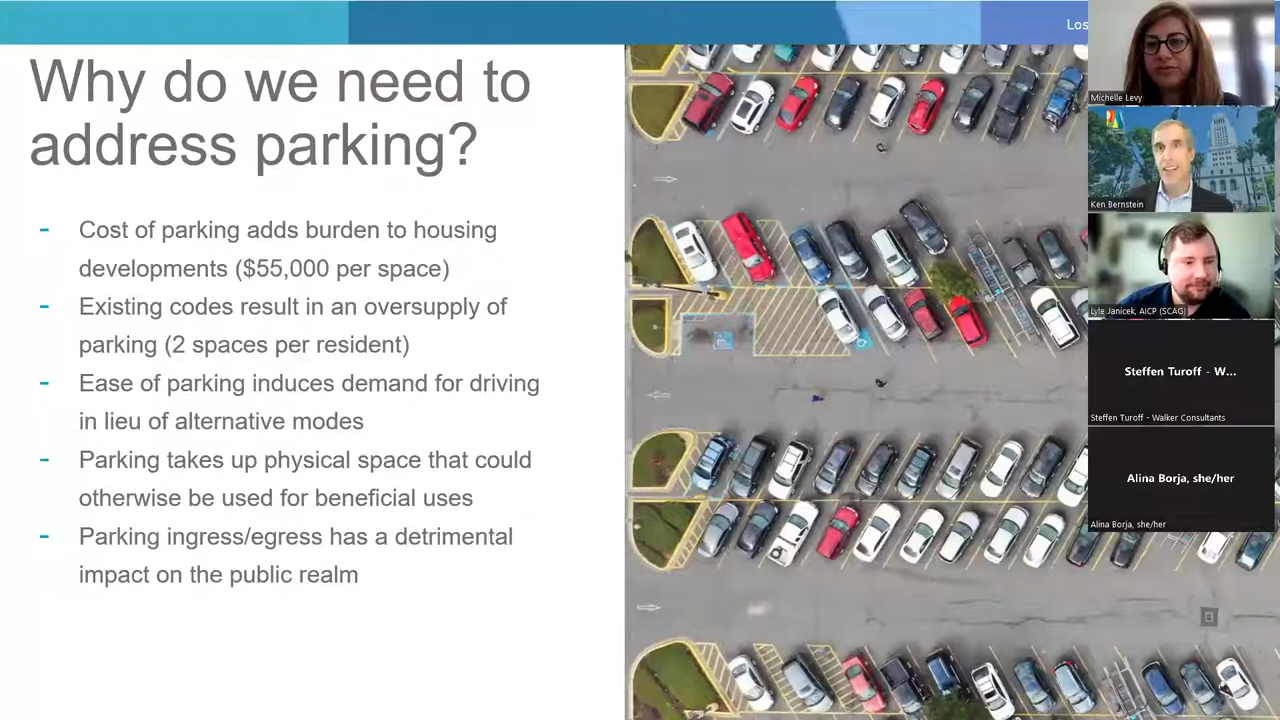 Los
Why do we need to
address parking?
- Cost of parking adds burden to housing
developments ($55,000 per space)
- Existing codes result in an oversupply of
parking (2 spaces per resident)
- Ease of parking induces demand for driving
in lieu of alternative modes
- Parking takes up physical space that could
otherwise be used for beneficial uses
- Parking ingress/egress has a detrimental
impact on the public realm
Michelle Levy
Ken Bernstein
Lyle Janicek, AICP (SCAG)
Steffen Turoff - W...
Steffen Turoff - Walker Consultants
Alina Borja, she/her
Alina Borja, she/her